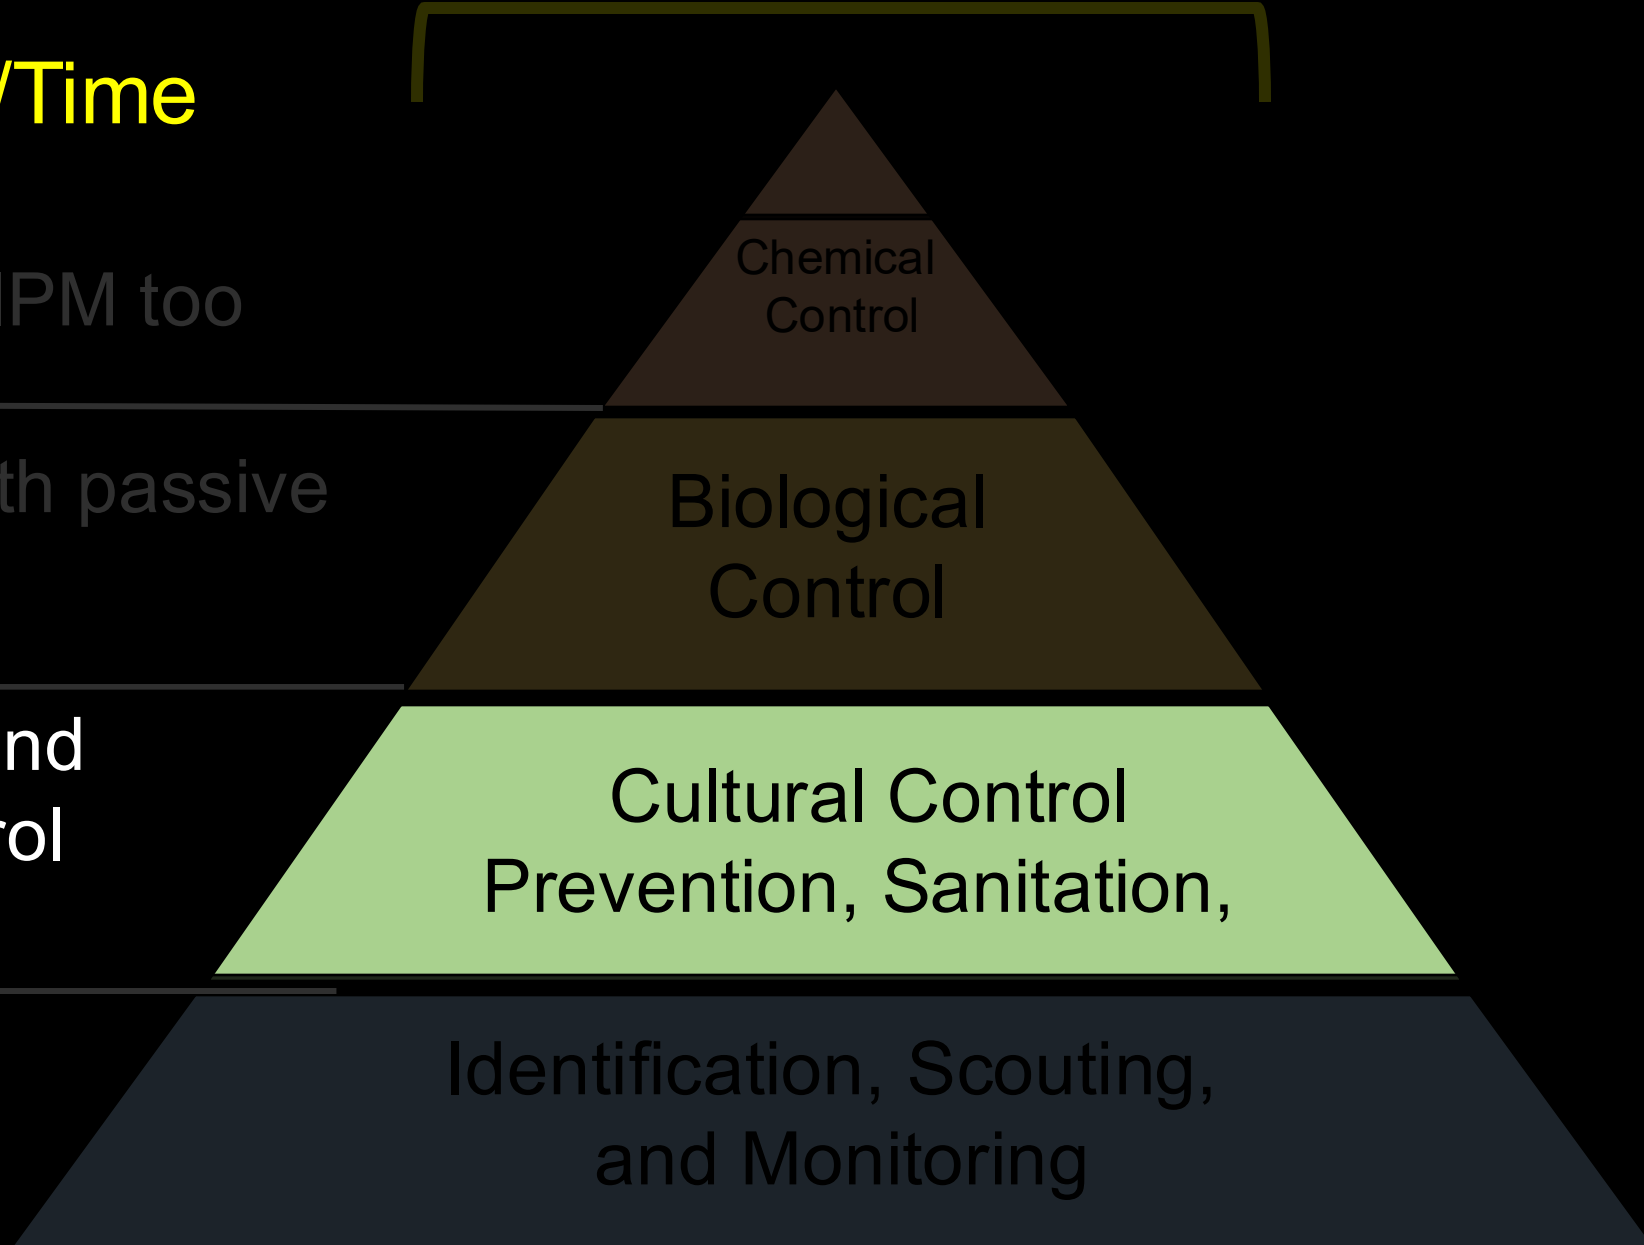 /Time
IPM too
th passive
nd
rol
Chemical
Control
Biological
Control
Cultural Control
Prevention, Sanitation,
Identification, Scouting,
and Monitoring